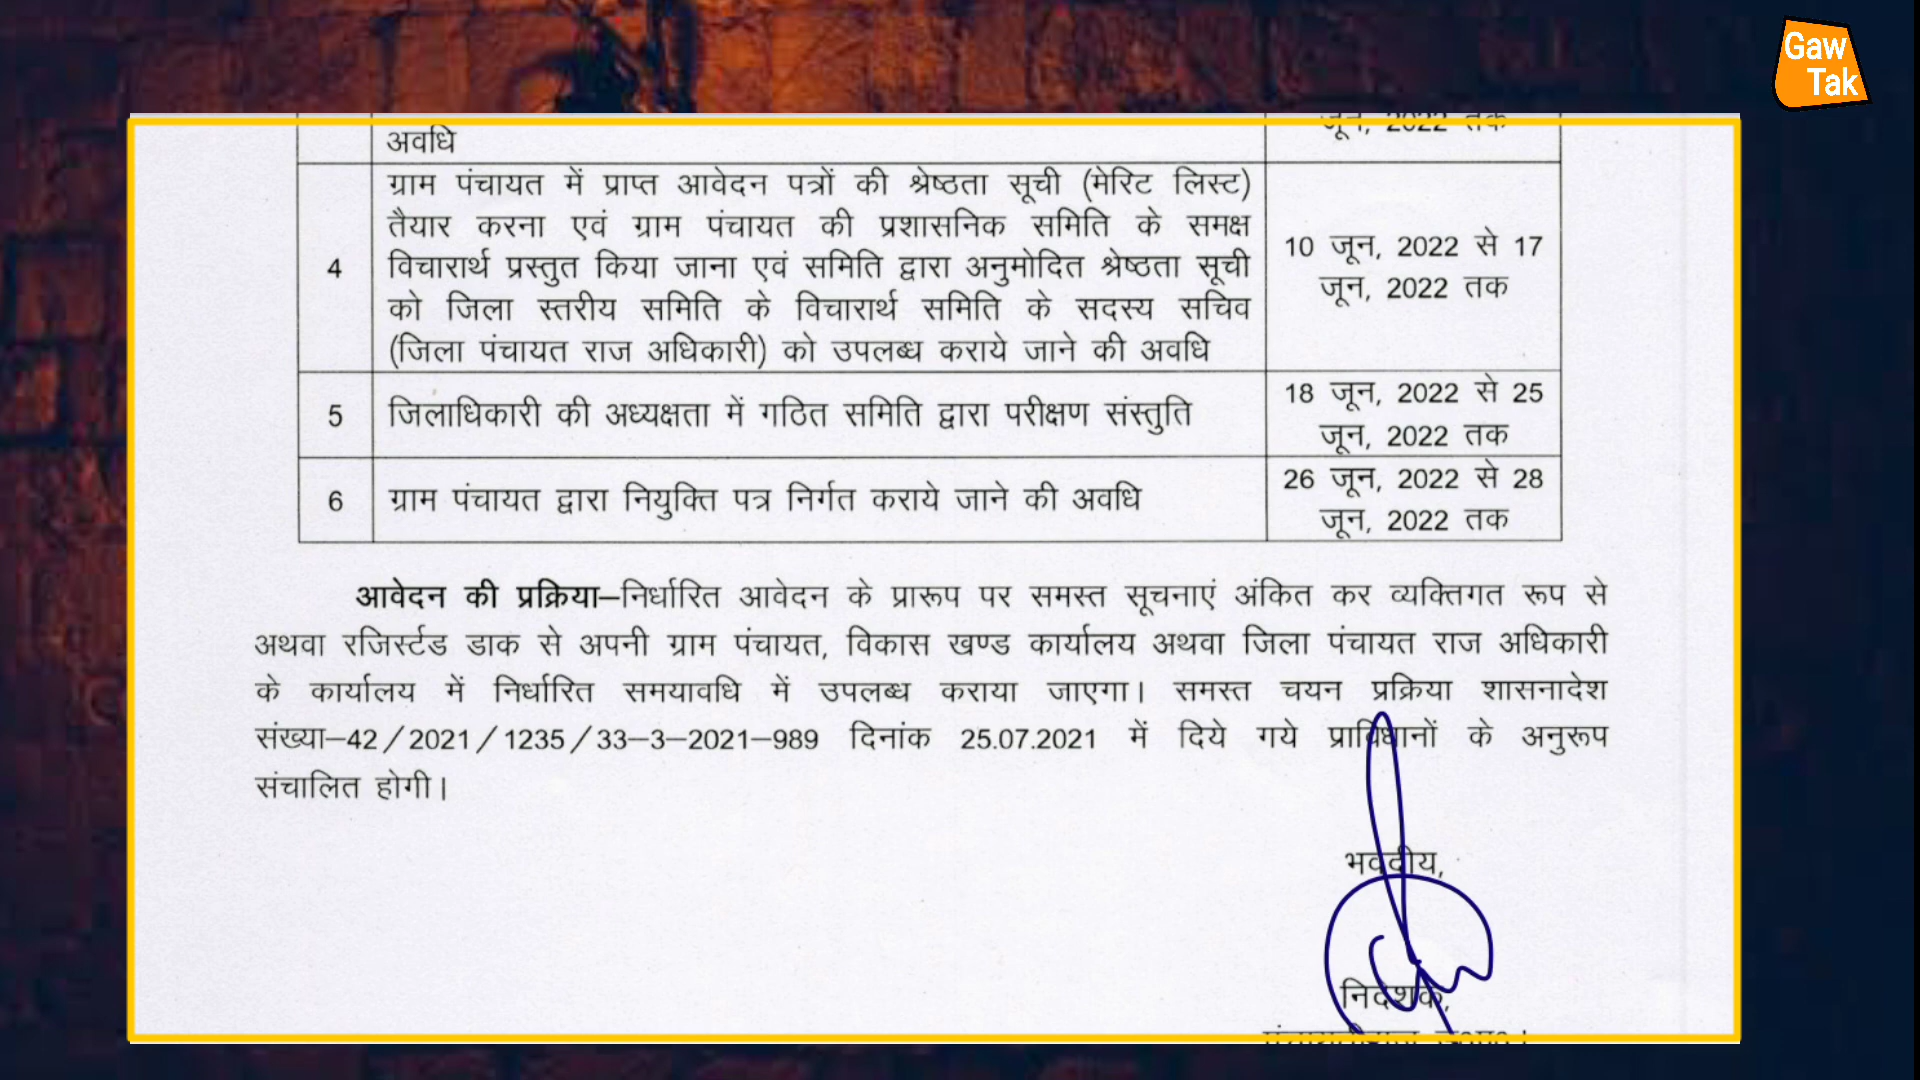 Gaw
Tak
अवधि
जून, 2022 तक
4
ग्राम पंचायत में प्राप्त आवेदन पत्रों की श्रेष्ठता सूची (मेरिट लिस्ट)
तैयार करना एवं ग्राम पंचायत की प्रशासनिक समिति के समक्ष
विचारार्थ प्रस्तुत किया जाना एवं समिति द्वारा अनुमोदित श्रेष्ठता सूची
को जिला स्तरीय समिति के विचारार्थ समिति के सदस्य सचिव
(जिला पंचायत राज अधिकारी) को उपलब्ध कराये जाने की अवधि
10 जून, 2022 से 17
जून, 2022 तक
5
जिलाधिकारी की अध्यक्षता में गठित समिति द्वारा परीक्षण संस्तुति
18 जून, 2022 से 25
जून, 2022 तक
6
ग्राम पंचायत द्वारा नियुक्ति पत्र निर्गत कराये जाने की अवधि
26 जून, 2022 से 28
जून, 2022 तक
आवेदन की प्रक्रिया–निर्धारित आवेदन के प्रारूप पर समस्त सूचनाएं अंकित कर व्यक्तिगत रूप से
अथवा रजिर्स्टड डाक से अपनी ग्राम पंचायत, विकास खण्ड कार्यालय अथवा जिला पंचायत राज अधिकारी
के कार्यालय में निर्धारित समयावधि में उपलब्ध कराया जाएगा। समस्त चयन प्रक्रिया शासनादेश
संख्या–42/2021/1235/33–3–2021–989 दिनांक 25.07.2021 में दिये गये प्राविधानों के अनुरूप
संचालित होगी।
भवदीय,
निदेशक,